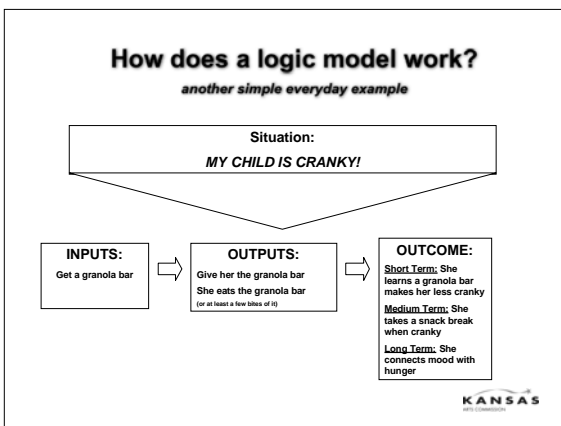 How does a logic model work?
another simple everyday example
Situation:
MY CHILD IS CRANKY!
INPUTS:
Get a granola bar
OUTPUTS:
Give her the granola bar
She eats the granola bar
(or at least a few bites of it)
OUTCOME:
Short Term: She
learns a granola bar
makes her less cranky
Medium Term: She
takes a snack break
when cranky
Long Term: She
connects mood with
hunger
KANSAS
ARTS COMMISSION